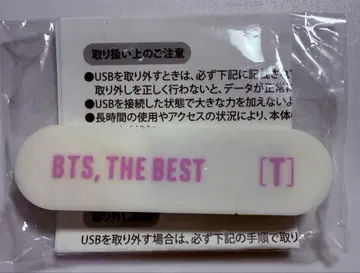 取り扱い上のご注意
●USBを取り外すときは、必ず下記に記載され
取り外しを正しく行わないと、データが正常に
●USBを接続した状態で大きな力を加えないよ
●長時間の使用やアクセスの状況により、本体
BTS, THE BEST [T]
USBを取り外す場合は、必ず下記の手順で取り